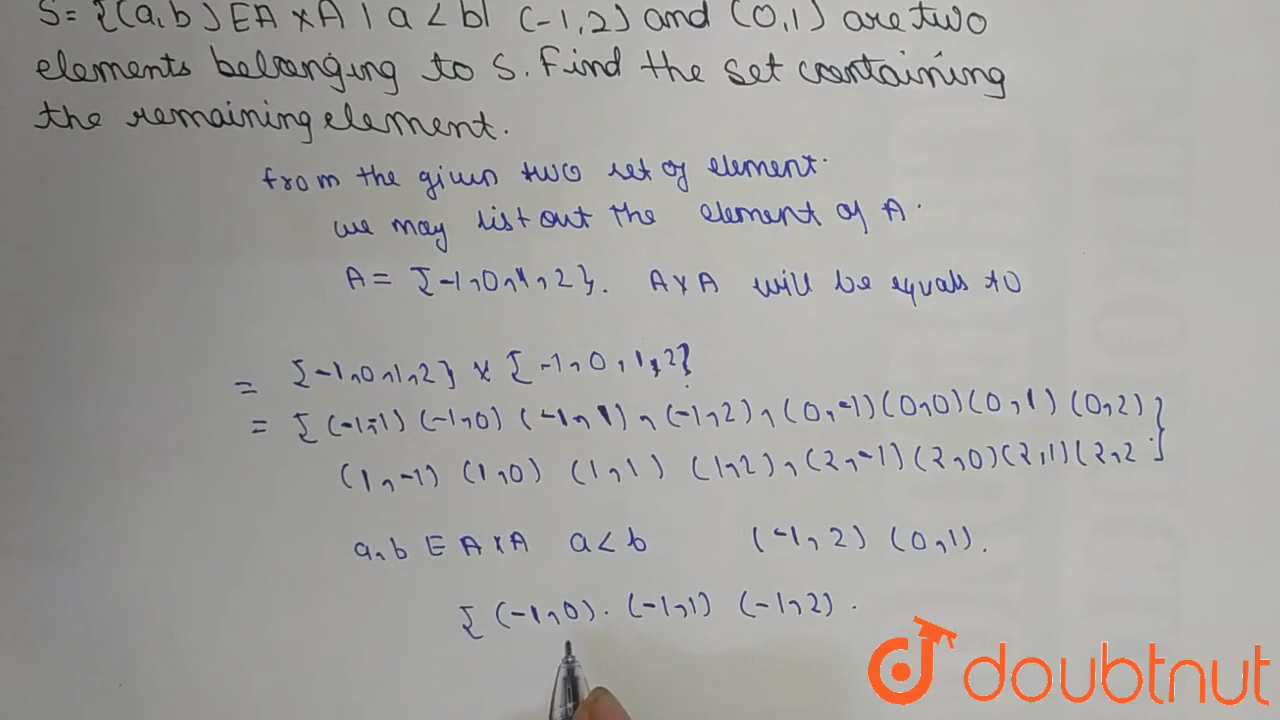 S = {(a,b) E A × A | a < b| (-1,2) and (0,1) are two
elements belonging to S. Find the set containing
the remaining element.
from the given two set of element.
we may list out the element of A.
A = {-1,0,1,2}. A×A will be equals to
= {-1,0,1,2} × {-1,0,1,2}
= {(-1,-1) (-1,0) (-1,1), (-1,2), (0,-1) (0,0) (0,1) (0,2)
(1,-1) (1,0) (1,1) (1,2), (2,-1) (2,0) (2,1) (2,2 }
a,b E A×A a<b (-1,2) (0,1).
{(-1,0). (-1,1) (-1,2).
doubtnut